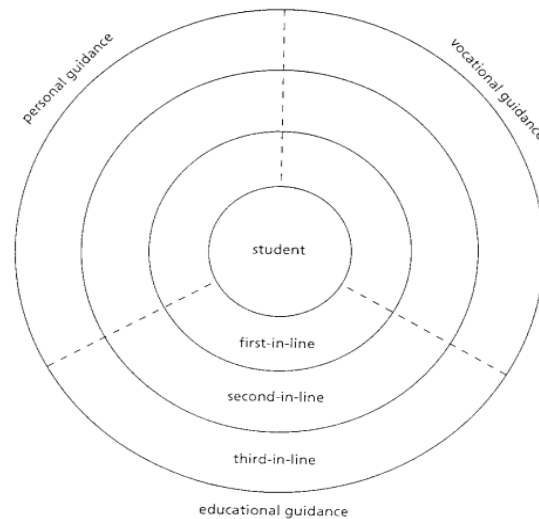 personal guidance
vocational guidance
student
first-in-line
second-in-line
third-in-line
educational guidance